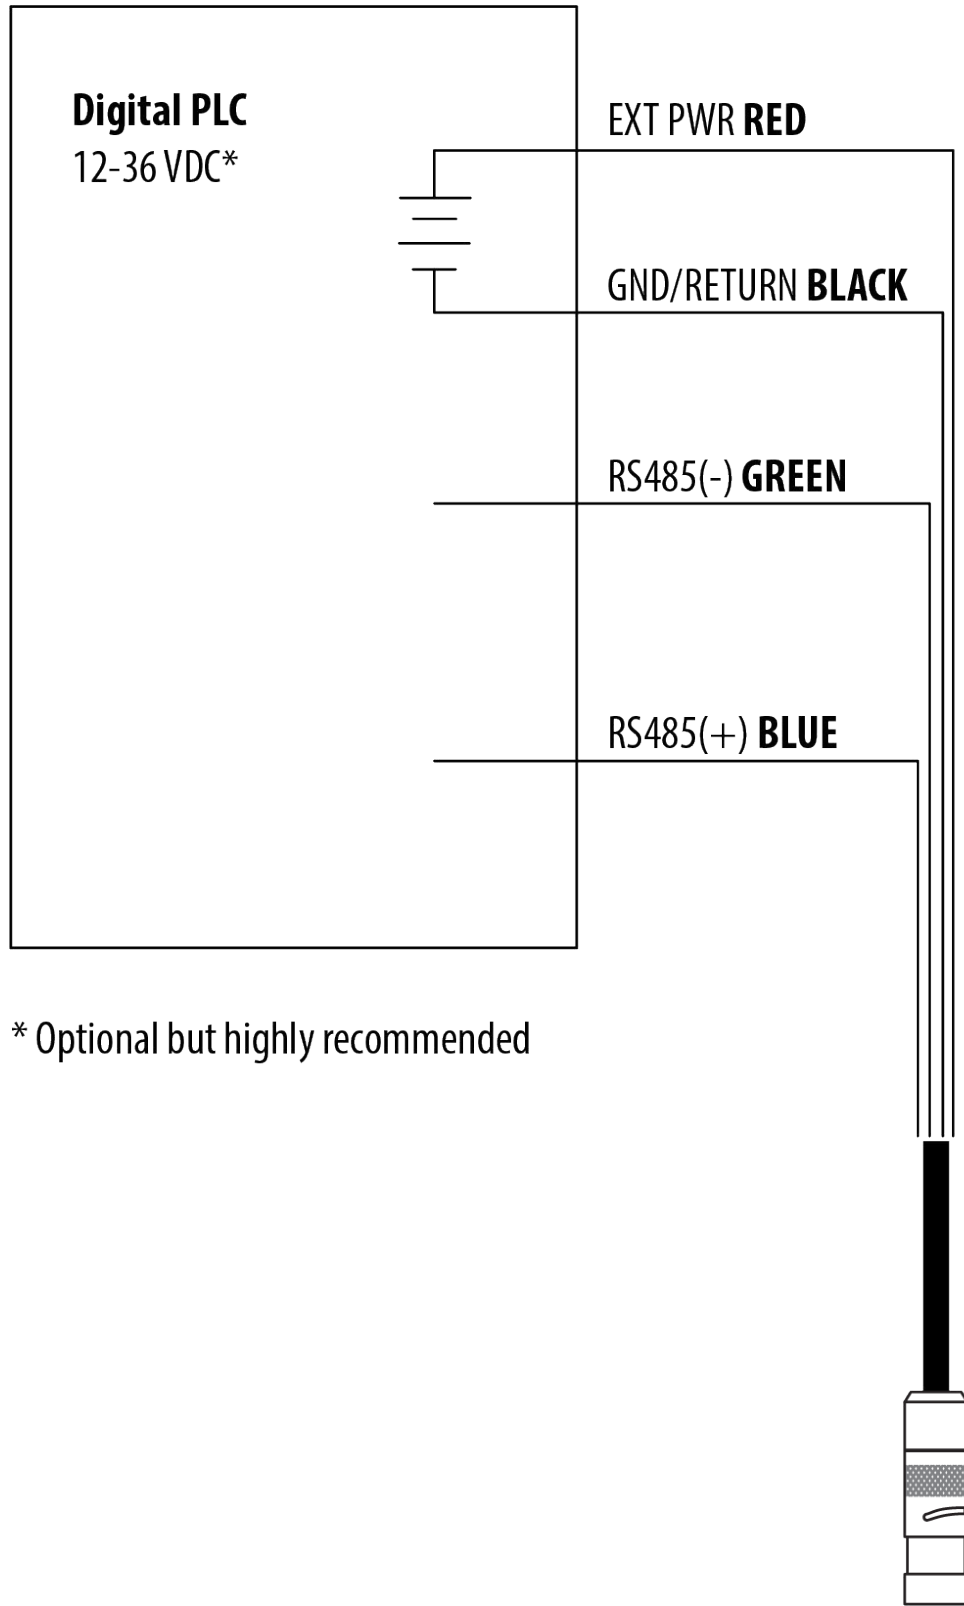 Digital PLC
12-36 VDC*
EXT PWR RED
GND/RETURN BLACK
RS485(-) GREEN
RS485(+) BLUE
* Optional but highly recommended